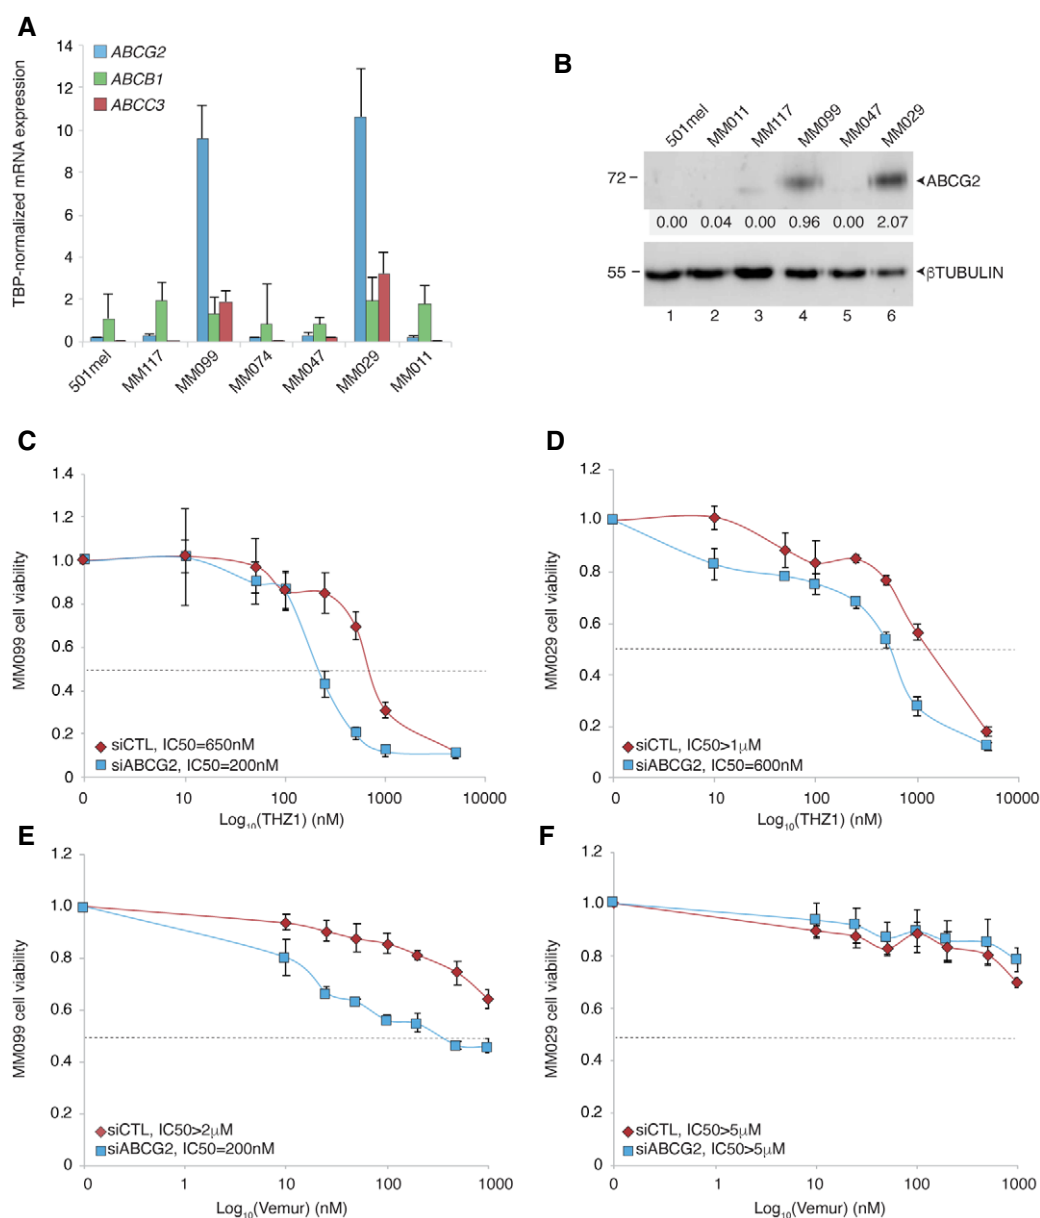 A
TBP-normalized mRNA expression
14
12
10
8
6
4
2
0
ABCG2
ABCB1
ABCC3
501mel
MM117
MM099
MM074
MM047
MM029
MM011
B
501mel
MM011
MM117
MM099
MM047
MM029
72
ABCG2
0.00 0.04 0.00 0.96 0.00 2.07
55
βTUBULIN
1 2 3 4 5 6
C
MM099 cell viability
1.4
1.2
1.0
0.8
0.6
0.4
0.2
0
siCTL, IC50=650nM
siABCG2, IC50=200nM
0 10 100 1000 10000
Log10(THZ1) (nM)
D
MM029 cell viability
1.2
1.0
0.8
0.6
0.4
0.2
0
siCTL, IC50>1μM
siABCG2, IC50=600nM
0 10 100 1000 10000
Log10(THZ1) (nM)
E
MM099 cell viability
1.2
1.0
0.8
0.6
0.4
0.2
0
siCTL, IC50>2μM
siABCG2, IC50=200nM
0 1 10 100 1000
Log10(Vemur) (nM)
F
MM029 cell viability
1.2
1.0
0.8
0.6
0.4
0.2
0
siCTL, IC50>5μM
siABCG2, IC50>5μM
0 1 10 100 1000
Log10(Vemur) (nM)